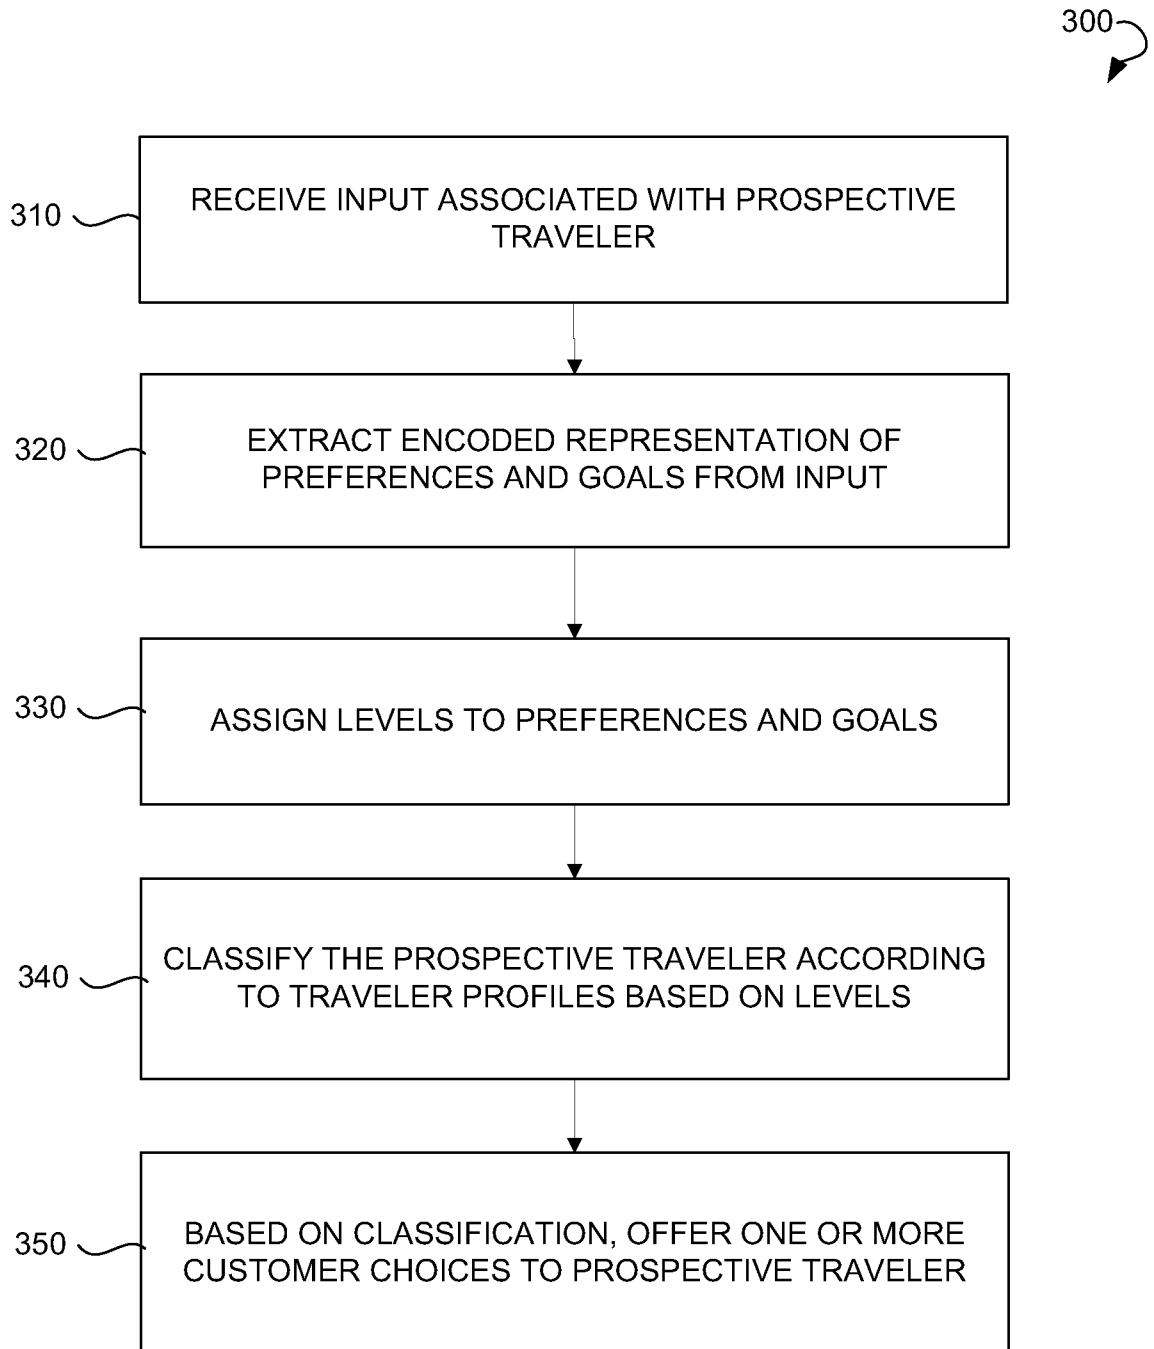 300
310
RECEIVE INPUT ASSOCIATED WITH PROSPECTIVE
TRAVELER
320
EXTRACT ENCODED REPRESENTATION OF
PREFERENCES AND GOALS FROM INPUT
330
ASSIGN LEVELS TO PREFERENCES AND GOALS
340
CLASSIFY THE PROSPECTIVE TRAVELER ACCORDING
TO TRAVELER PROFILES BASED ON LEVELS
350
BASED ON CLASSIFICATION, OFFER ONE OR MORE
CUSTOMER CHOICES TO PROSPECTIVE TRAVELER